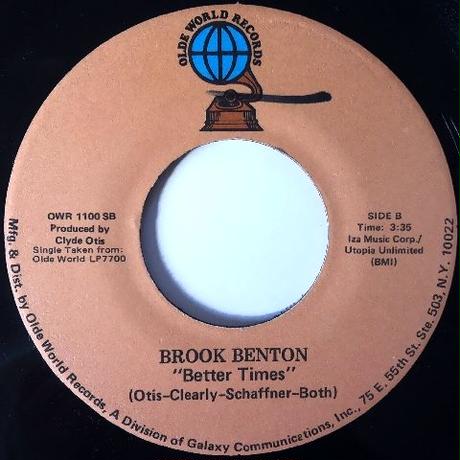 OLDE WORLD RECORDS
OWR 1100 SB
Produced by
Clyde Otis
Single Taken from:
Olde World LP7700
SIDE B
Time: 3:35
Iza Music Corp./
Utopia Unlimited
(BMI)
BROOK BENTON
"Better Times"
(Otis-Clearly-Schaffner-Both)
Mfg. & Dist. by Olde World Records, A Division of Galaxy Communications, Inc., 75 E. 55th St. Ste. 503, N.Y. 10022